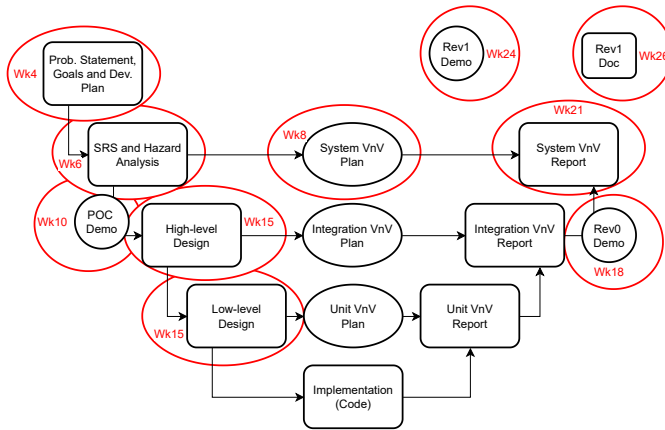 Wk4
Prob. Statement,
Goals and Dev.
Plan
Rev1
Demo
Wk24
Rev1
Doc
Wk26
Wk6
SRS and Hazard
Analysis
Wk8
System VnV
Plan
Wk21
System VnV
Report
Wk10
POC
Demo
High-level
Design
Wk15
Integration VnV
Plan
Integration VnV
Report
Rev0
Demo
Wk18
Wk15
Low-level
Design
Unit VnV
Plan
Unit VnV
Report
Implementation
(Code)